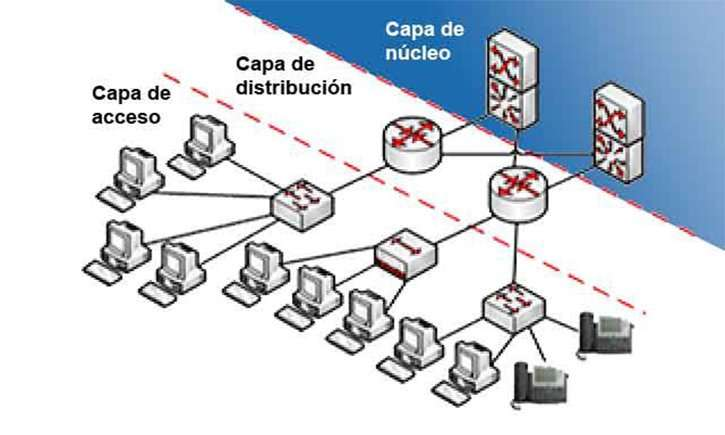 Capa de
núcleo
Capa de
distribución
Capa de
acceso